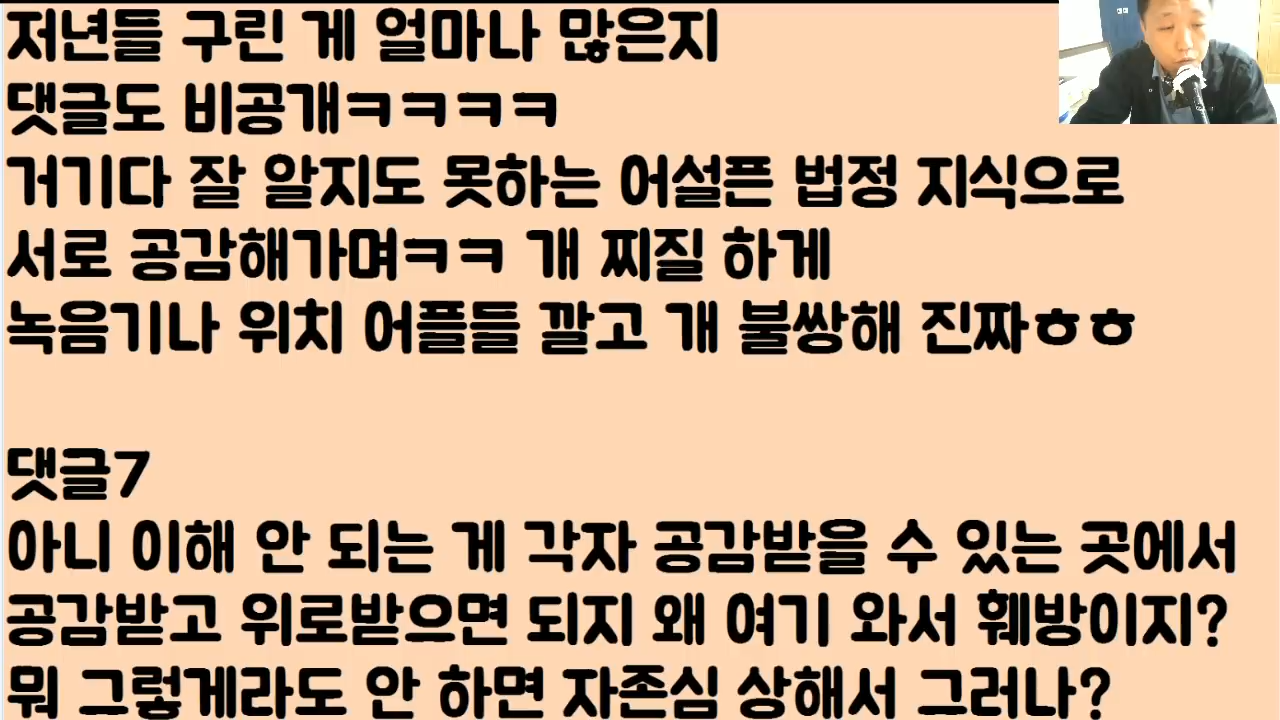 저년들 구린 게 얼마나 많은지
댓글도 비공개ㅋㅋㅋㅋ
거기다 잘 알지도 못하는 어설픈 법정 지식으로
서로 공감해가며ㅋㅋ 개 찌질 하게
녹음기나 위치 어플들 깔고 개 불쌍해 진짜ㅎㅎ
댓글7
아니 이해 안 되는 게 각자 공감받을 수 있는 곳에서
공감받고 위로받으면 되지 왜 여기 와서 훼방이지?
뭐 그렇게라도 안 하면 자존심 상해서 그러나?